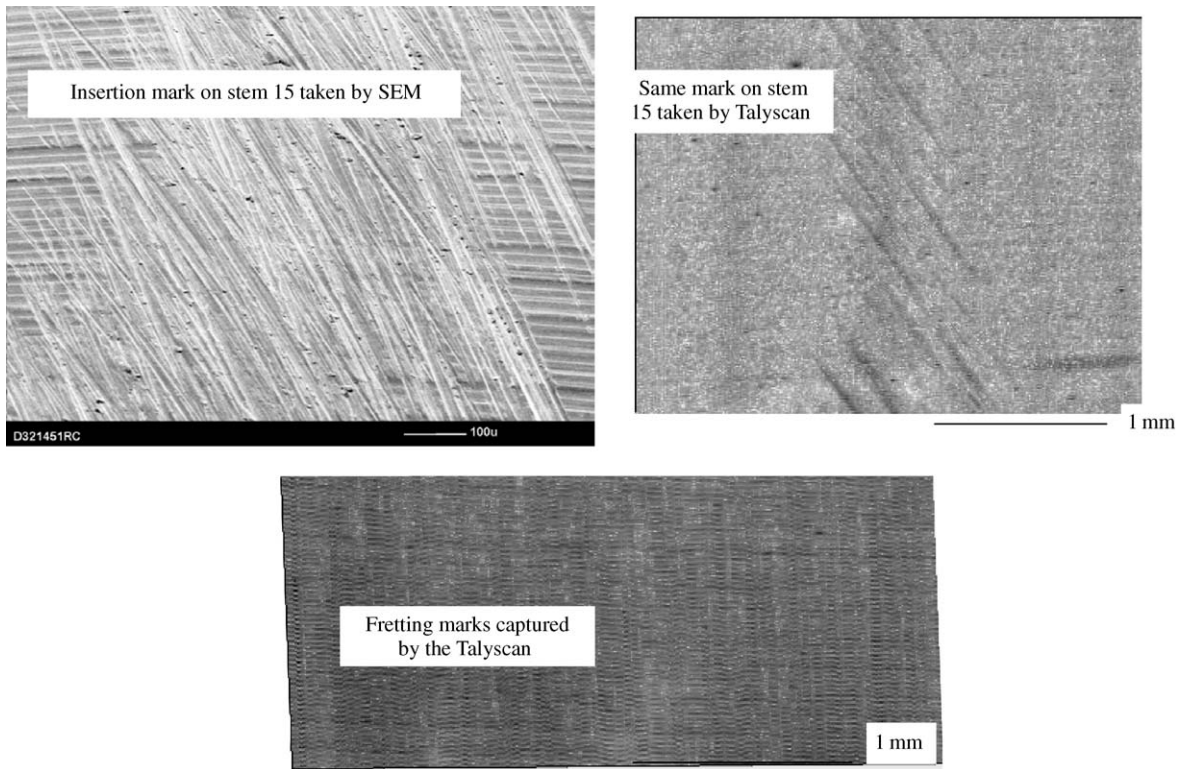 Insertion mark on stem 15 taken by SEM
Same mark on stem
15 taken by Talyscan
D321451RC
100u
1 mm
Fretting marks captured
by the Talyscan
1 mm